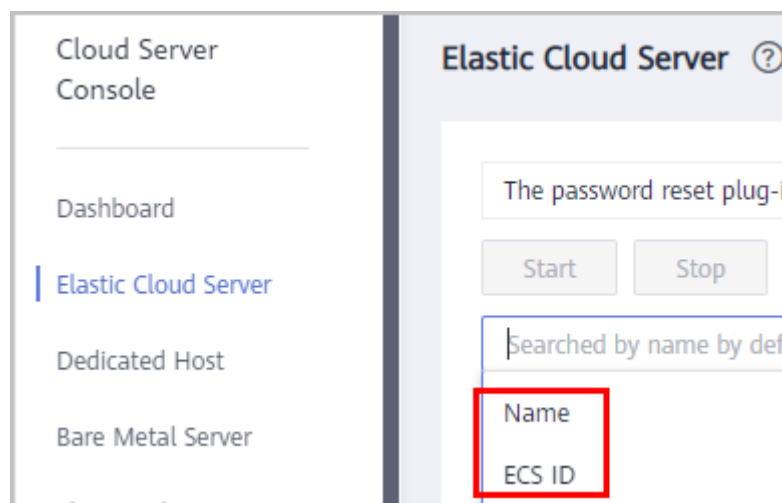 Cloud Server
Console
Dashboard
Elastic Cloud Server
Dedicated Host
Bare Metal Server
Elastic Cloud Server ?
The password reset plug-
Start
Stop
Searched by name by def
Name
ECS ID